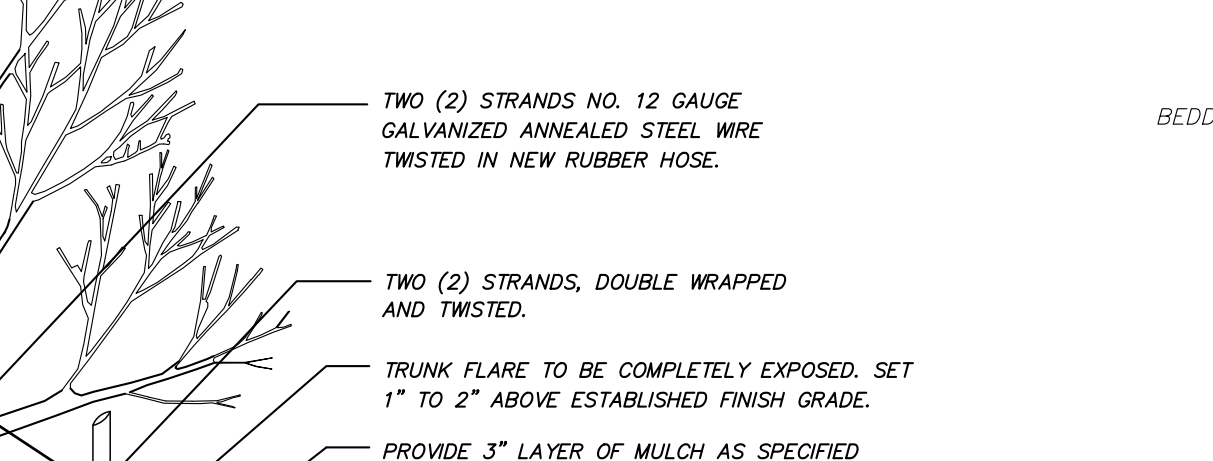 TWO (2) STRANDS NO. 12 GAUGE
GALVANIZED ANNEALED STEEL WIRE
TWISTED IN NEW RUBBER HOSE.
BEDD
TWO (2) STRANDS, DOUBLE WRAPPED
AND TWISTED.
TRUNK FLARE TO BE COMPLETELY EXPOSED. SET
1" TO 2" ABOVE ESTABLISHED FINISH GRADE.
PROVIDE 3" LAYER OF MULCH AS SPECIFIED